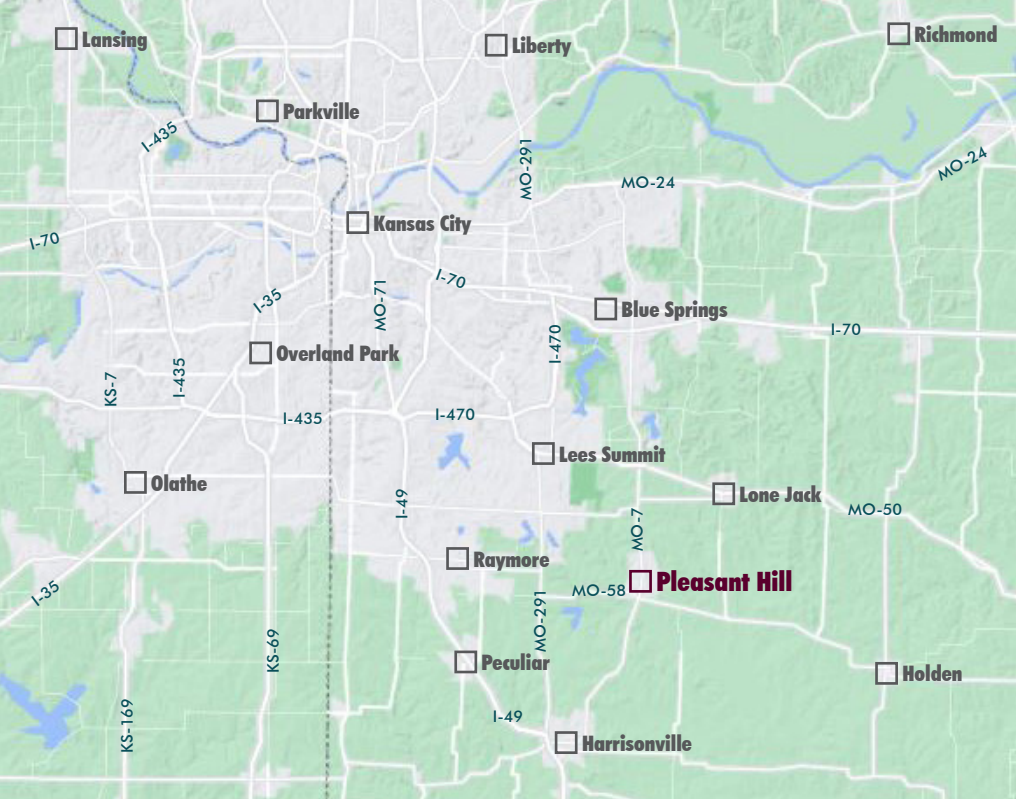 Lansing
Liberty
Richmond
Parkville
I-435
MO-291
MO-24
MO-24
Kansas City
I-70
I-70
I-35
MO-71
Blue Springs
I-70
Overland Park
I-470
KS-7
I-435
I-435
I-470
Lees Summit
Olathe
Lone Jack
I-49
MO-50
MO-7
Raymore
Pleasant Hill
MO-58
I-35
MO-291
KS-69
Peculiar
Holden
KS-169
I-49
Harrisonville